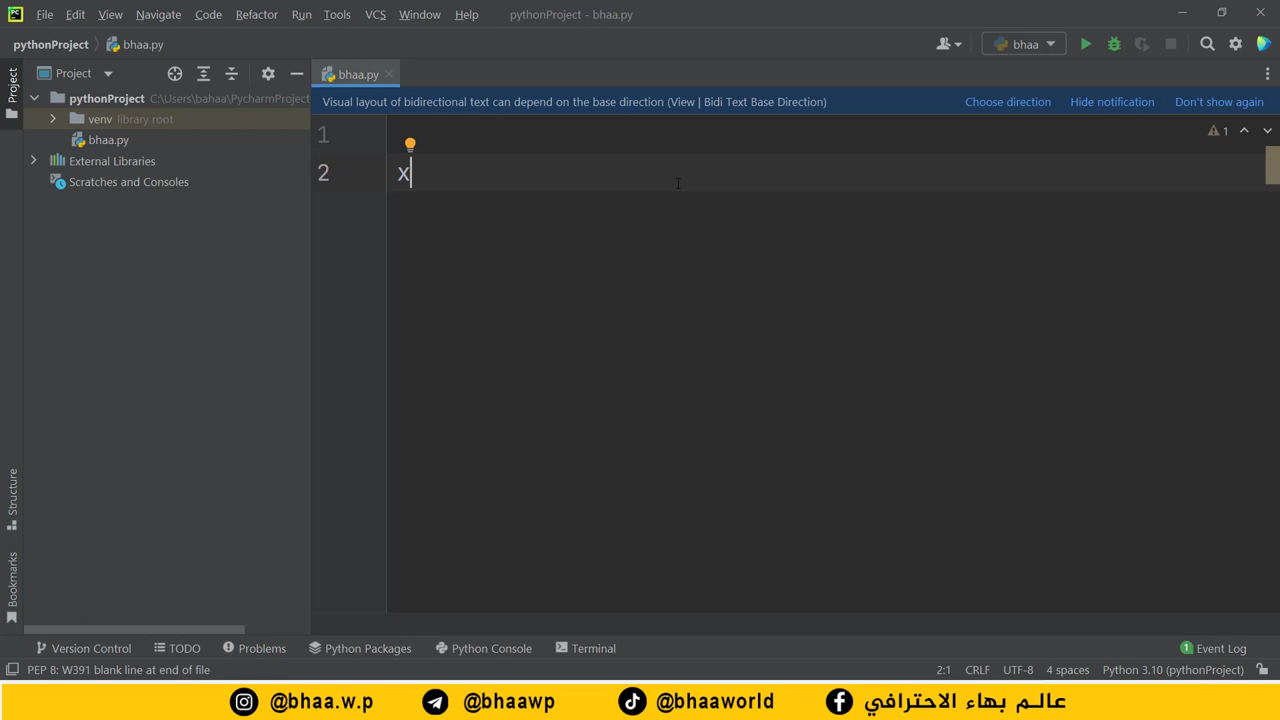 File Edit View Navigate Code Refactor Run Tools VCS Window Help pythonProject - bhaa.py
pythonProject bhaa.py bhaa
Project
Project
bhaa.py
pythonProject C:\Users\bahaa\PycharmProject
venv library root
bhaa.py
External Libraries
Scratches and Consoles
Visual layout of bidirectional text can depend on the base direction (View | Bidi Text Base Direction) Choose direction Hide notification Don't show again
1
1
2 x
Structure
Bookmarks
Version Control TODO Problems Python Packages Python Console Terminal 1 Event Log
PEP 8: W391 blank line at end of file 2:1 CRLF UTF-8 4 spaces Python 3.10 (pythonProject)
@bhaa.w.p @bhaawp @bhaaworld عالم بهاء الاحترافي